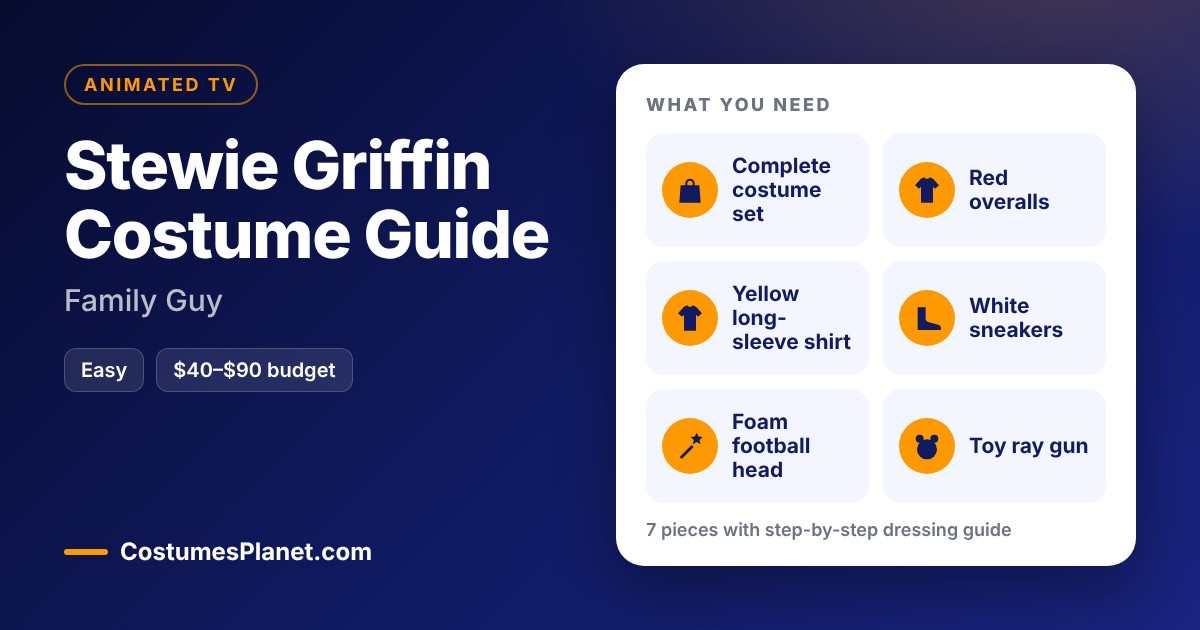 ANIMATED TV
Stewie Griffin
Costume Guide
Family Guy
Easy
$40–$90 budget
CostumesPlanet.com
WHAT YOU NEED
Complete
costume
set
Red
overalls
Yellow
long-
sleeve shirt
White
sneakers
Foam
football
head
Toy ray gun
7 pieces with step-by-step dressing guide